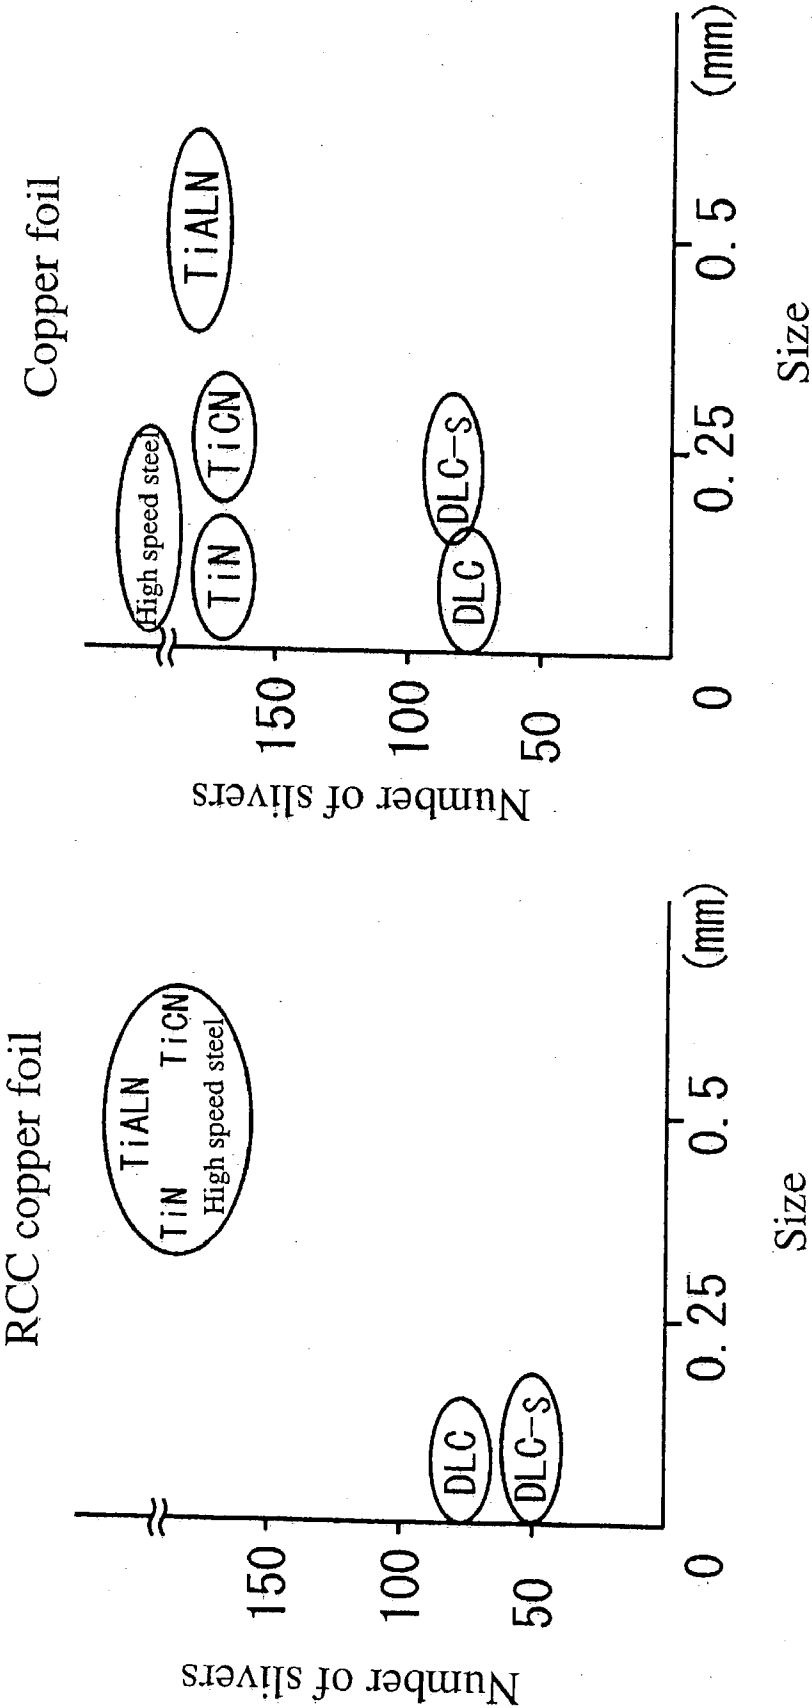 RCC copper foil
Number of slivers
150
100
50
TiALN
TiN TiCN
High speed steel
DLC
DLC-S
0 0.25 0.5 (mm)
Size
Copper foil
Number of slivers
150
100
50
High speed steel
TiALN
TiN TiCN
DLC-S
DLC
0 0.25 0.5 (mm)
Size